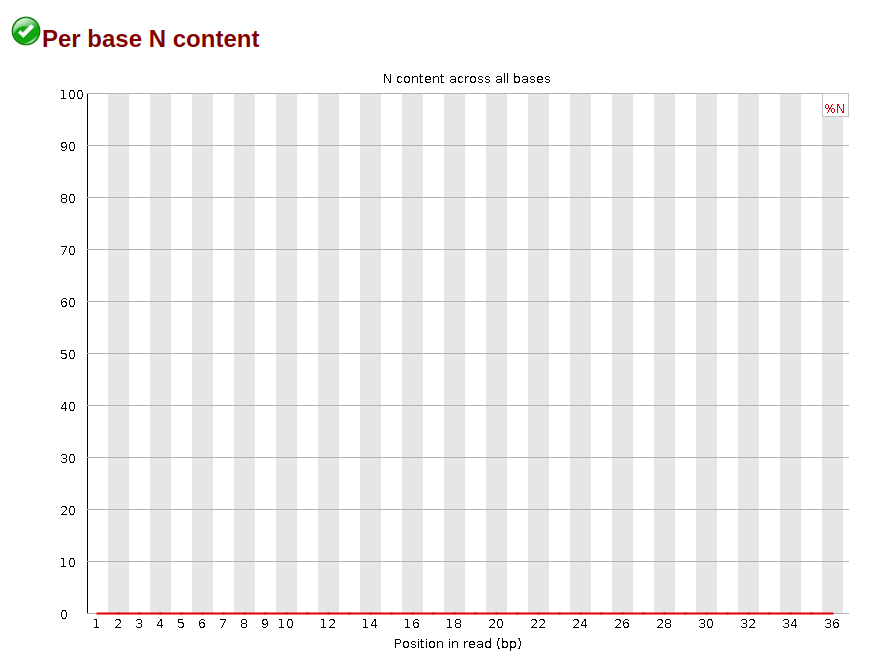 Per base N content
N content across all bases
%N
100
90
80
70
60
50
40
30
20
10
0
1 2 3 4 5 6 7 8 9 10 12 14 16 18 20 22 24 26 28 30 32 34 36
Position in read (bp)